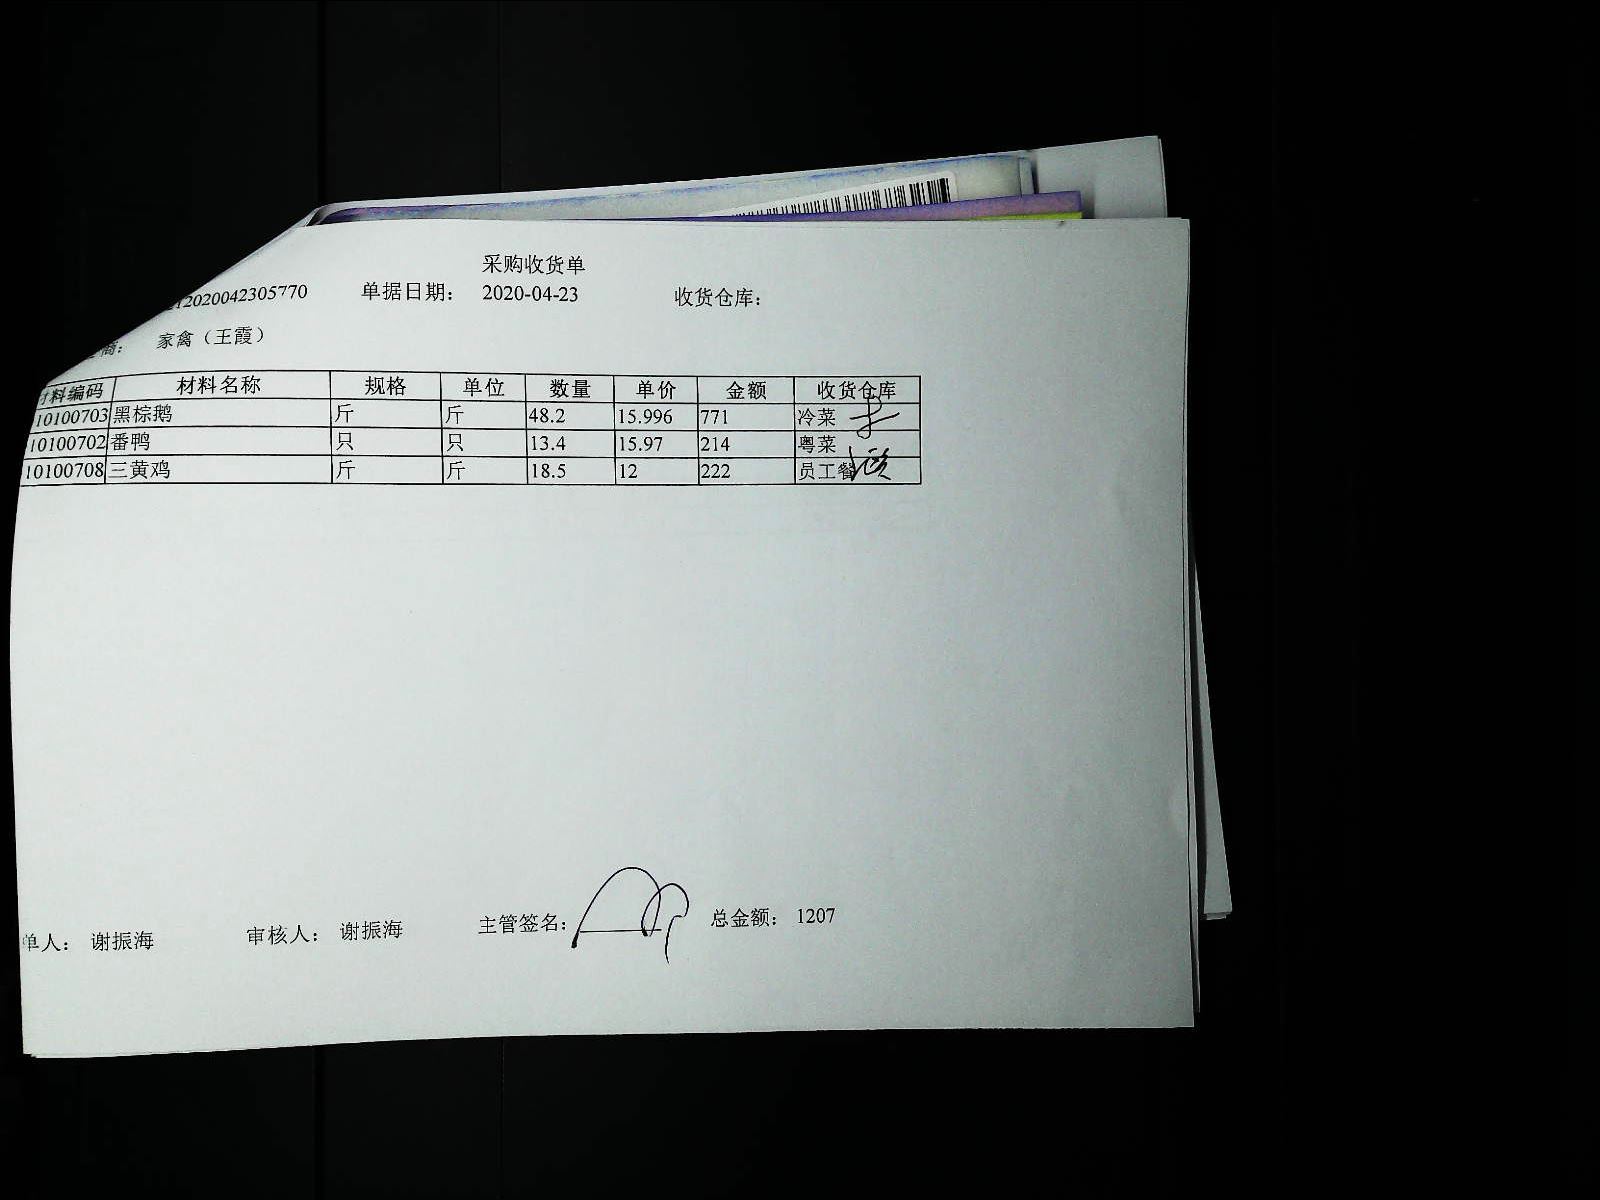 采购收货单
2020042305770 单据日期： 2020-04-23 收货仓库：
商： 家禽（王霞）
材料编码 材料名称 规格 单位 数量 单价 金额 收货仓库
10100703 黑棕鹅 斤 斤 48.2 15.996 771 冷菜
10100702 番鸭 只 只 13.4 15.97 214 粤菜
10100708 三黄鸡 斤 斤 18.5 12 222 员工餐
单人： 谢振海 审核人： 谢振海 主管签名： 总金额： 1207